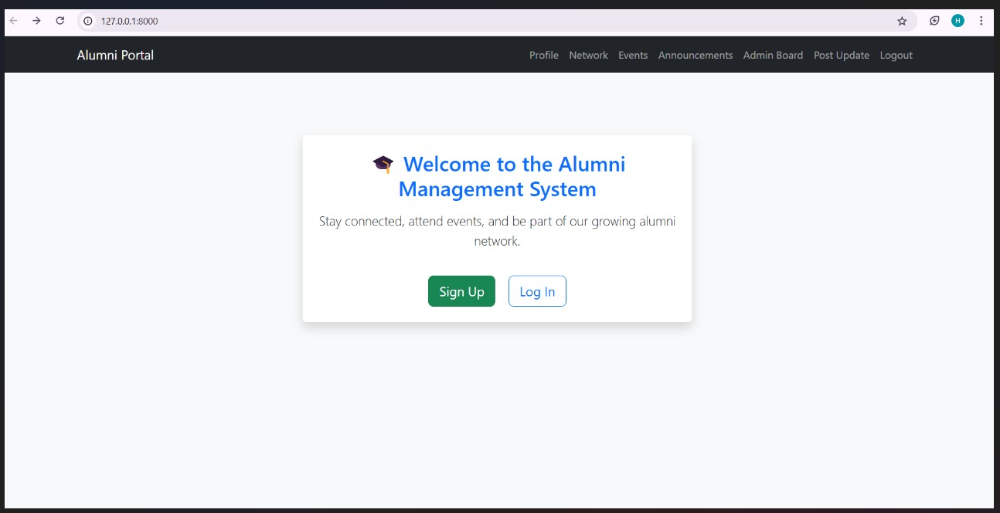 127.0.0.1:8000
H
Alumni Portal
Profile Network Events Announcements Admin Board Post Update Logout
🎓 Welcome to the Alumni
Management System
Stay connected, attend events, and be part of our growing alumni
network.
Sign Up Log In